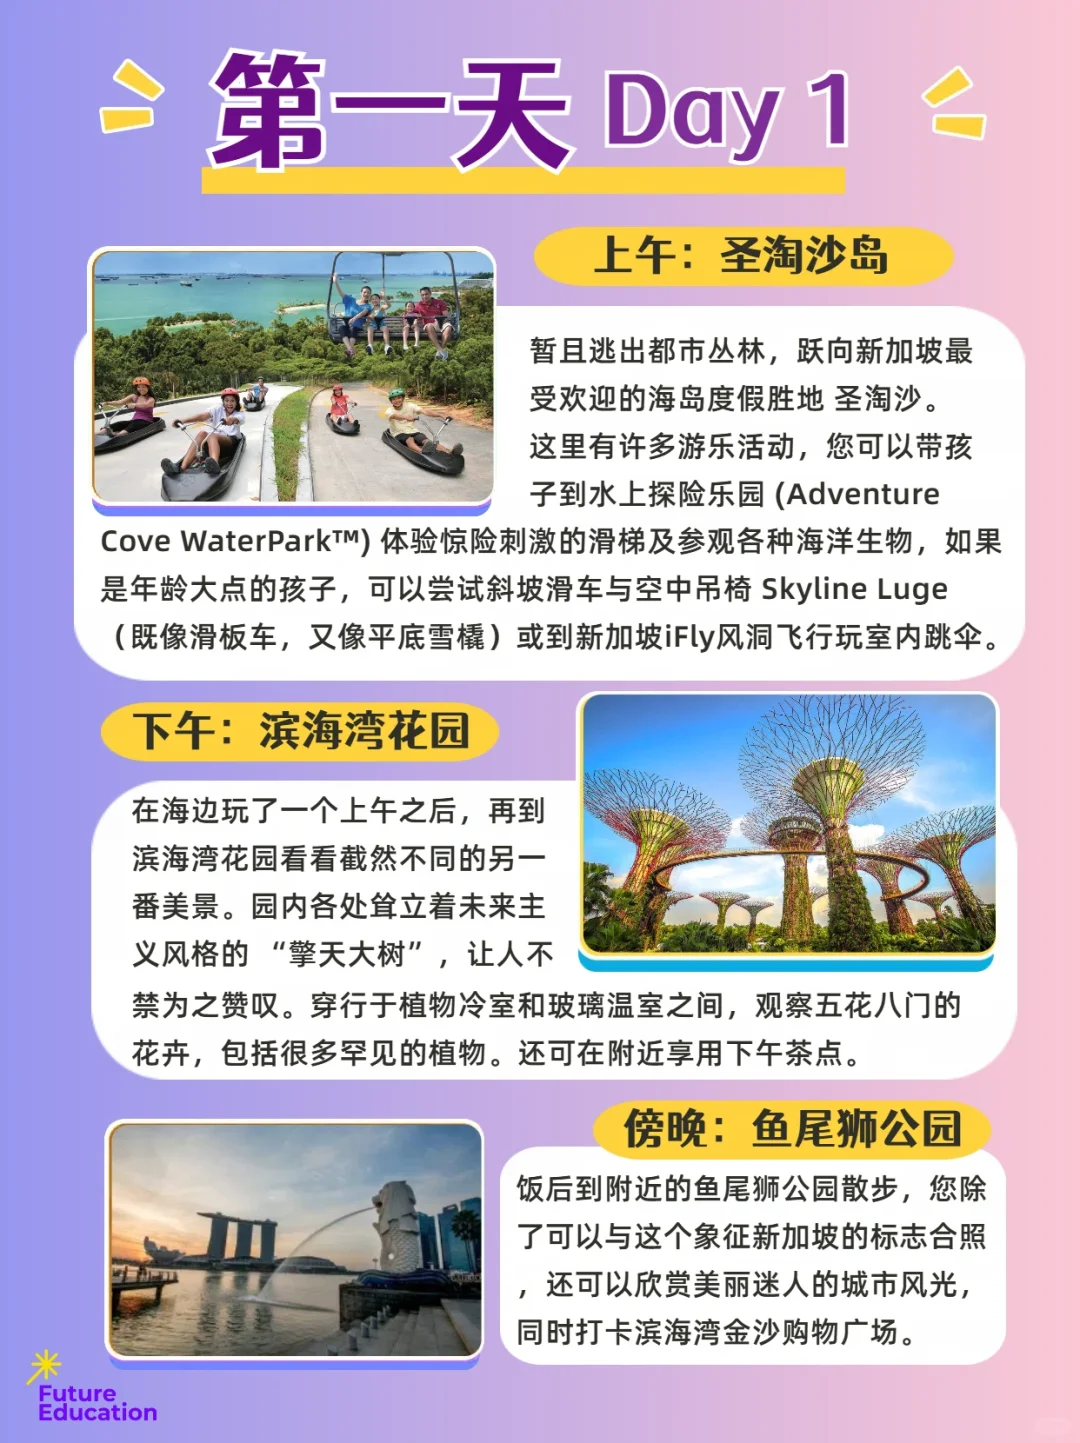 第一天 Day 1
上午：圣淘沙岛
暂且逃出都市丛林，跃向新加坡最
受欢迎的海岛度假胜地 圣淘沙。
这里有许多游乐活动，您可以带孩
子到水上探险乐园 (Adventure
Cove WaterPark™) 体验惊险刺激的滑梯及参观各种海洋生物，如果
是年龄大点的孩子，可以尝试斜坡滑车与空中吊椅 Skyline Luge
（既像滑板车，又像平底雪橇）或到新加坡iFly风洞飞行玩室内跳伞。
下午：滨海湾花园
在海边玩了一个上午之后，再到
滨海湾花园看看截然不同的另一
番美景。园内各处耸立着未来主
义风格的 “擎天大树” ，让人不
禁为之赞叹。穿行于植物冷室和玻璃温室之间，观察五花八门的
花卉，包括很多罕见的植物。还可在附近享用下午茶点。
傍晚：鱼尾狮公园
饭后到附近的鱼尾狮公园散步，您除
了可以与这个象征新加坡的标志合照
，还可以欣赏美丽迷人的城市风光，
同时打卡滨海湾金沙购物广场。
Future
Education